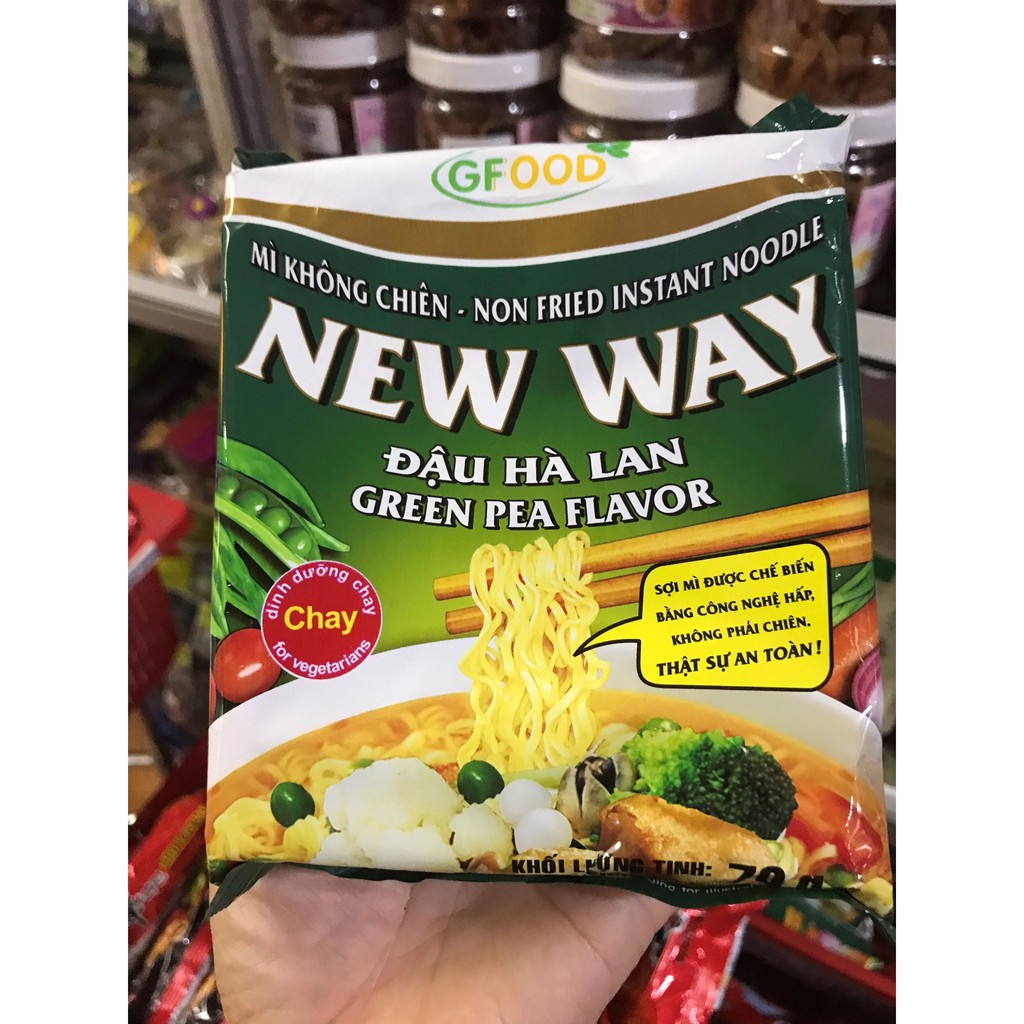 GFOOD
MÌ KHÔNG CHIÊN - NON FRIED INSTANT NOODLE
NEW WAY
ĐẬU HÀ LAN
GREEN PEA FLAVOR
dinh dưỡng chay
Chay
for vegetarians
SỢI MÌ ĐƯỢC CHẾ BIẾN
BẰNG CÔNG NGHỆ HẤP,
KHÔNG PHẢI CHIÊN.
THẬT SỰ AN TOÀN!
KHỐI LƯỢNG TỊNH: